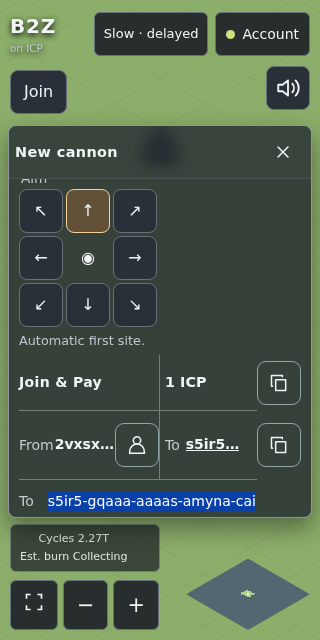 B2Z
on ICP
Slow · delayed
Account
Join
New cannon
Aim
↖ ↑ ↗
← ◉ →
↙ ↓ ↘
Automatic first site.
Join & Pay 1 ICP
From 2vxsx… To s5ir5…
To s5ir5-gqaaa-aaaas-amyna-cai
Cycles 2.27T
Est. burn Collecting
− +